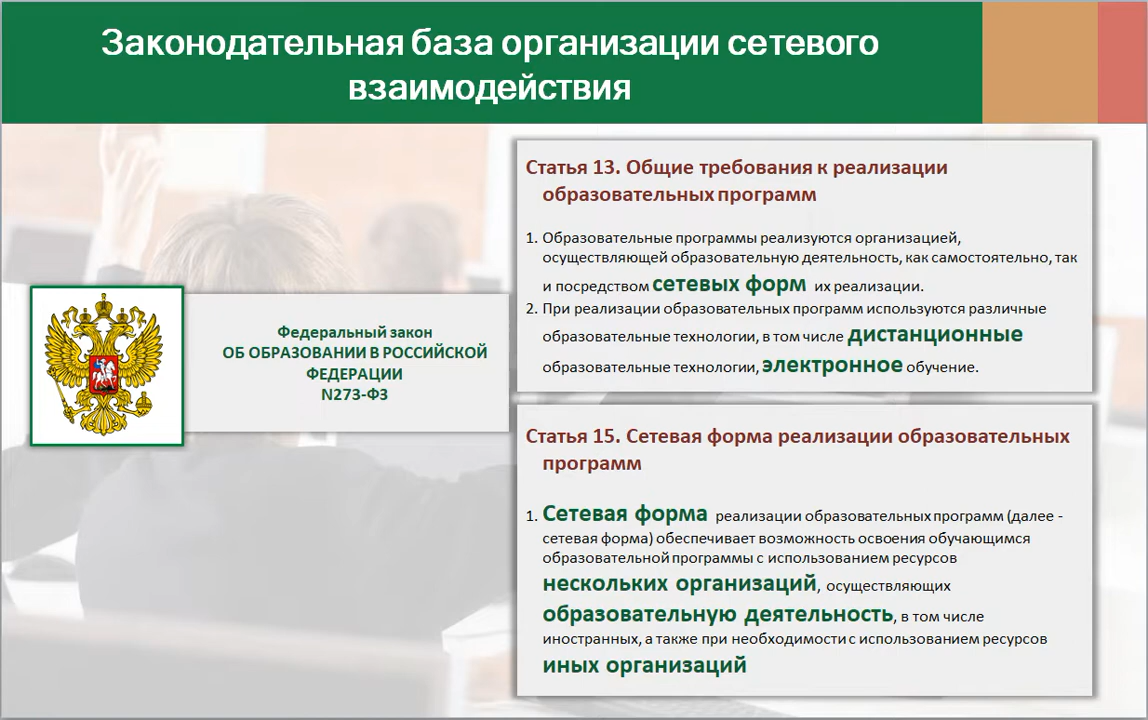 Законодательная база организации сетевого
взаимодействия
Федеральный закон
ОБ ОБРАЗОВАНИИ В РОССИЙСКОЙ
ФЕДЕРАЦИИ
N273-ФЗ
Статья 13. Общие требования к реализации
образовательных программ
1. Образовательные программы реализуются организацией,
осуществляющей образовательную деятельность, как самостоятельно, так
и посредством сетевых форм их реализации.
2. При реализации образовательных программ используются различные
образовательные технологии, в том числе дистанционные
образовательные технологии, электронное обучение.
Статья 15. Сетевая форма реализации образовательных
программ
1. Сетевая форма реализации образовательных программ (далее -
сетевая форма) обеспечивает возможность освоения обучающимся
образовательной программы с использованием ресурсов
нескольких организаций, осуществляющих
образовательную деятельность, в том числе
иностранных, а также при необходимости с использованием ресурсов
иных организаций